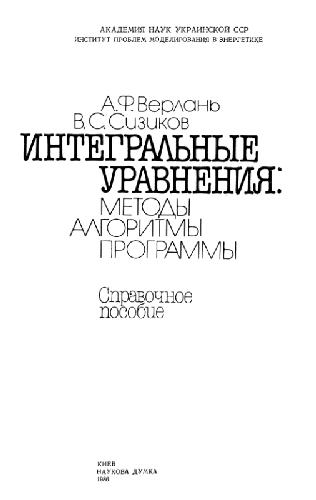 АКАДЕМИЯ НАУК УКРАИНСКОЙ ССР
ИНСТИТУТ ПРОБЛЕМ МОДЕЛИРОВАНИЯ В ЭНЕРГЕТИКЕ
А.Ф.Верлань
В.С.Сизиков
ИНТЕГРАЛЬНЫЕ
УРАВНЕНИЯ:
МЕТОДЫ
АЛГОРИТМЫ
ПРОГРАММЫ
Справочное
пособие
КИЕВ
НАУКОВА ДУМКА
1986